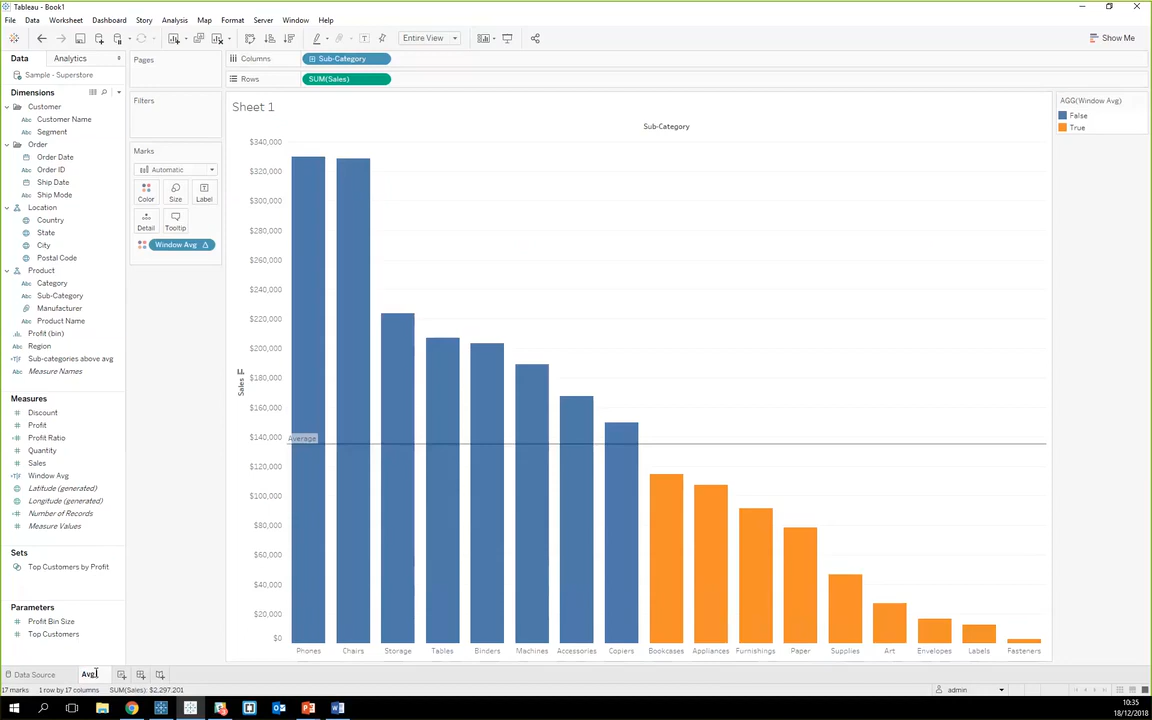 Tableau - Book1
File Data Worksheet Dashboard Story Analysis Map Format Server Window Help
Entire View
Show Me
Data Analytics
Sample - Superstore
Dimensions
Customer
Abc Customer Name
Abc Segment
Order
Order Date
Abc Order ID
Ship Date
Abc Ship Mode
Location
Country
State
City
Postal Code
Product
Abc Category
Abc Sub-Category
Manufacturer
Abc Product Name
Profit (bin)
Abc Region
Sub-categories above avg
Abc Measure Names
Measures
# Discount
# Profit
Profit Ratio
# Quantity
# Sales
Window Avg
Latitude (generated)
Longitude (generated)
Number of Records
# Measure Values
Sets
Top Customers by Profit
Parameters
# Profit Bin Size
# Top Customers
Pages
Filters
Marks
Automatic
Color Size Label
Detail Tooltip
Window Avg
Columns Sub-Category
Rows SUM(Sales)
Sheet 1
Sub-Category
Sales
$340,000
$320,000
$300,000
$280,000
$260,000
$240,000
$220,000
$200,000
$180,000
$160,000
$140,000
$120,000
$100,000
$80,000
$60,000
$40,000
$20,000
$0
Average
Phones Chairs Storage Tables Binders Machines Accessories Copiers Bookcases Appliances Furnishings Paper Supplies Art Envelopes Labels Fasteners
AGG(Window Avg)
False
True
Data Source Avg
17 marks 1 row by 17 columns SUM(Sales): $2,297,201
admin
10:35
18/12/2018